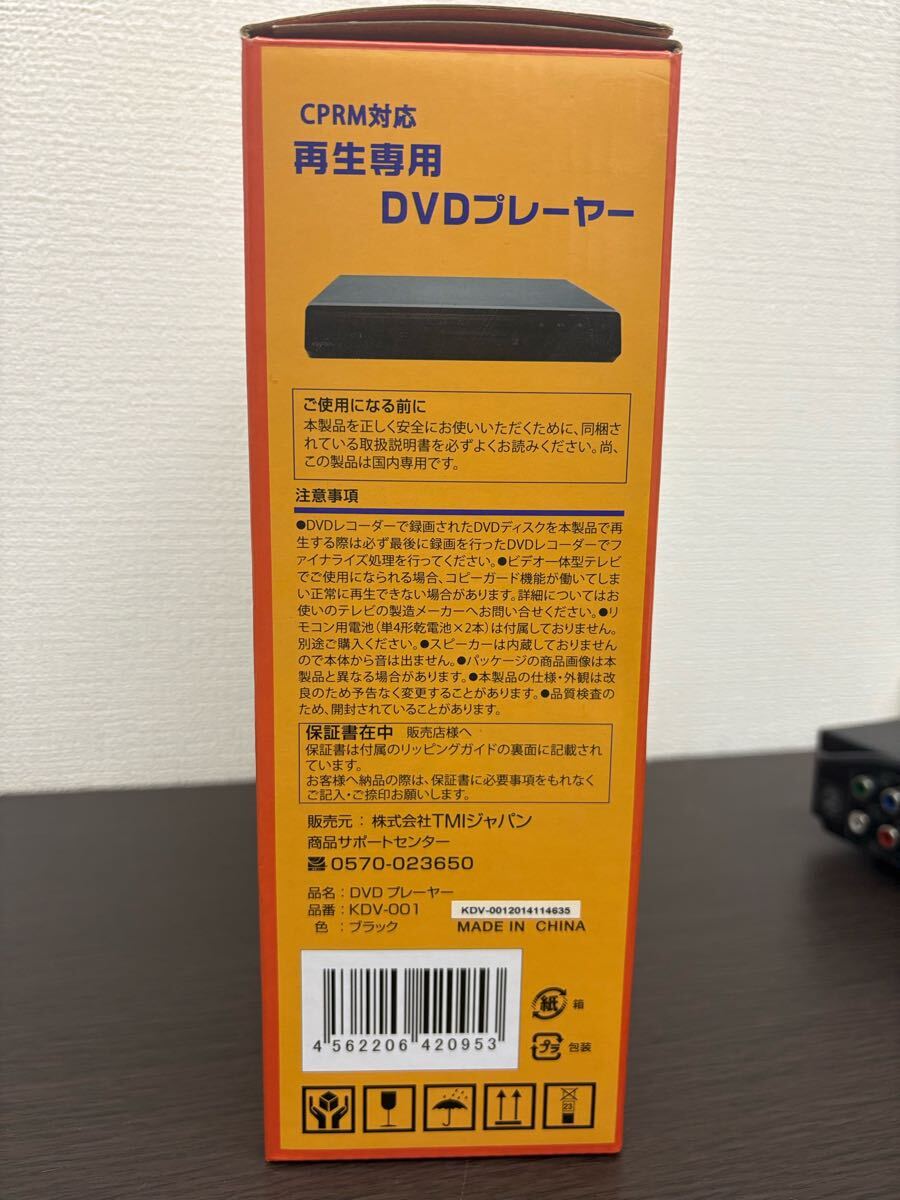 CPRM対応
再生専用
DVDプレーヤー
ご使用になる前に
本製品を正しく安全にお使いいただくために、同梱さ
れている取扱説明書を必ずよくお読みください。尚、
この製品は国内専用です。
注意事項
●DVDレコーダーで録画されたDVDディスクを本製品で再
生する際は必ず最後に録画を行ったDVDレコーダーでフ
ァイナライズ処理を行ってください。●ビデオ一体型テレビ
でご使用になられる場合、コピーガード機能が働いてしま
い正常に再生できない場合があります。詳細についてはお
使いのテレビの製造メーカーへお問い合せください。●リ
モコン用電池（単4形乾電池×2本）は付属しておりません。
別途ご購入ください。●スピーカーは内蔵しておりません
ので本体から音は出ません。●パッケージの商品画像は本
製品と異なる場合があります。●本製品の仕様・外観は改
良のため予告なく変更することがあります。●品質検査の
ため、開封されていることがあります。
保証書在中 販売店様へ
保証書は付属のリッピングガイドの裏面に記載され
ています。
お客様へ納品の際は、保証書に必要事項をもれなく
ご記入・ご捺印お願いします。
販売元：株式会社TMIジャパン
商品サポートセンター
0570-023650
品名：DVD プレーヤー
品番：KDV-001 KDV-0012014114635
色：ブラック MADE IN CHINA
4 562206 420953
紙 箱
プラ 包装
23